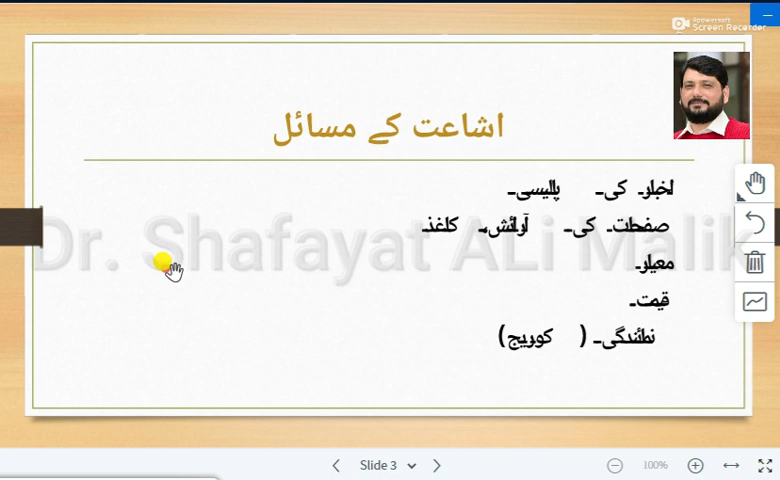 Apowersoft
Screen Recorder
اشاعت کے مسائل
اخبار۔ کی۔ پالیسی۔
صفحات۔ کی۔ آرائش۔ کاغذ۔
Dr. Shafayat ALi Malik
معیار۔
قیمت۔
نمائندگی۔ ( کوریج)
Slide 3
100%